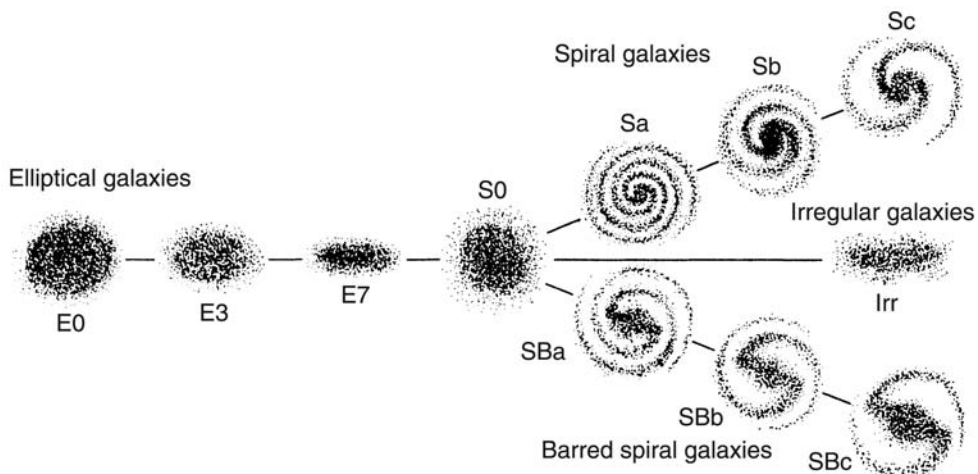 Sc
Spiral galaxies
Sb
Sa
Elliptical galaxies
S0
Irregular galaxies
E0
E3
E7
Irr
SBa
SBb
Barred spiral galaxies
SBc